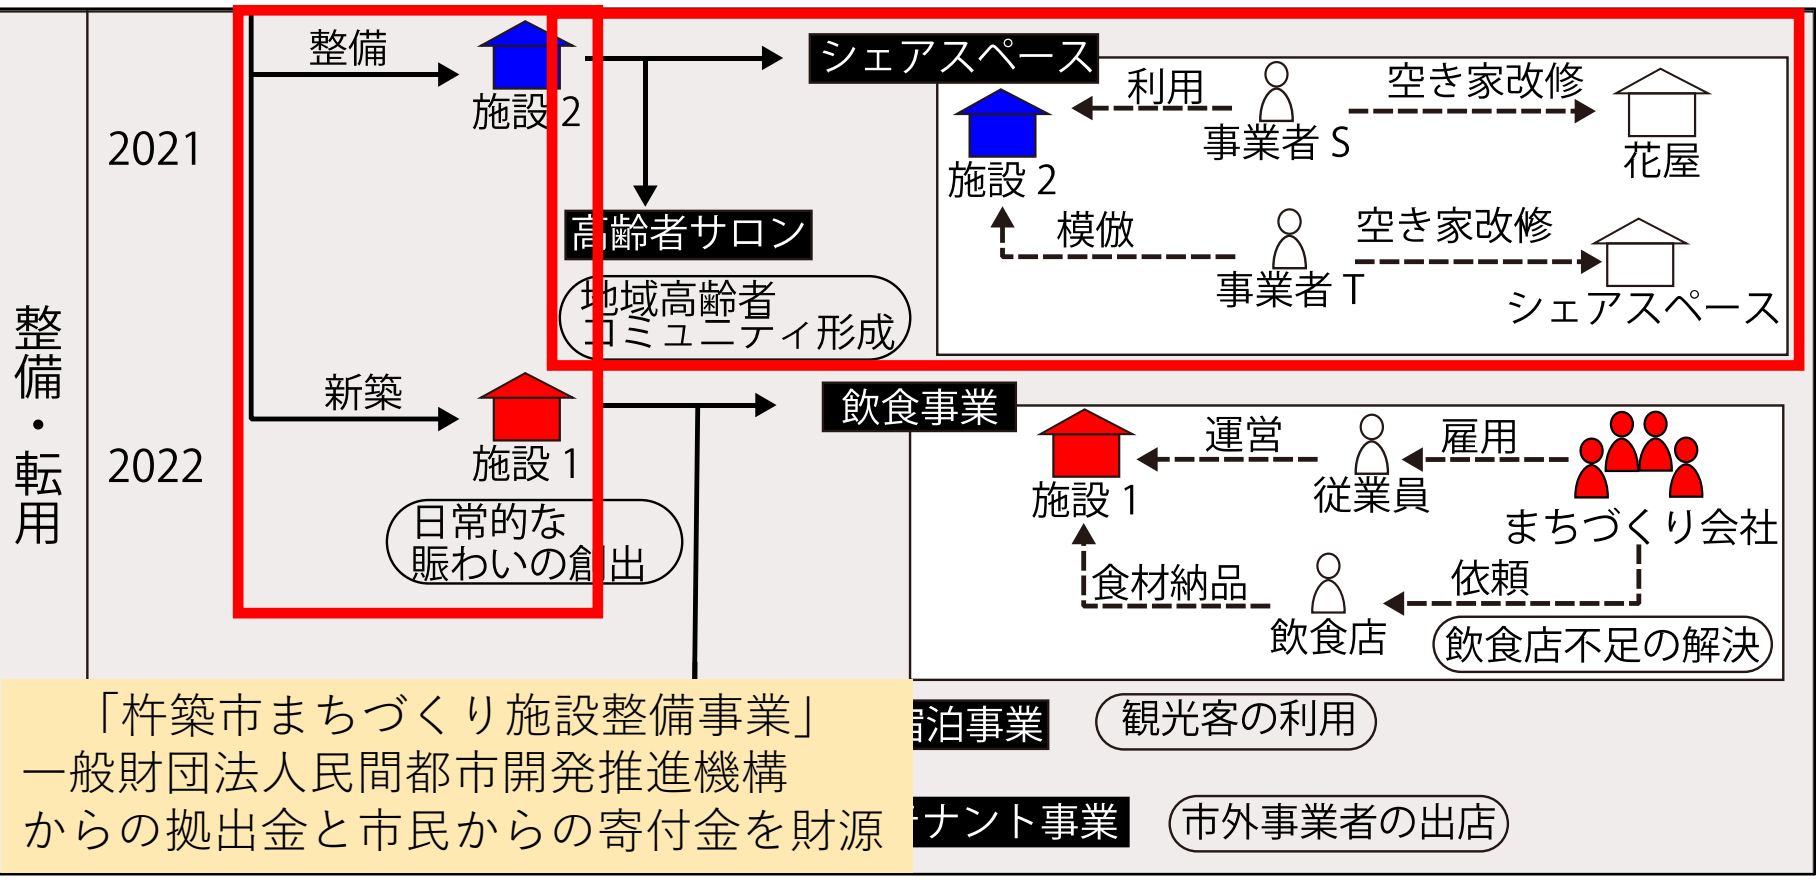 整備・転用
2021
整備
施設 2
シェアスペース
施設 2
利用
事業者 S
空き家改修
花屋
模倣
事業者 T
空き家改修
シェアスペース
高齢者サロン
地域高齢者
コミュニティ形成
2022
新築
施設 1
日常的な
賑わいの創出
飲食事業
施設 1
運営
従業員
雇用
まちづくり会社
食材納品
飲食店
依頼
飲食店不足の解決
泊事業
観光客の利用
ナント事業
市外事業者の出店
「杵築市まちづくり施設整備事業」
一般財団法人民間都市開発推進機構
からの拠出金と市民からの寄付金を財源